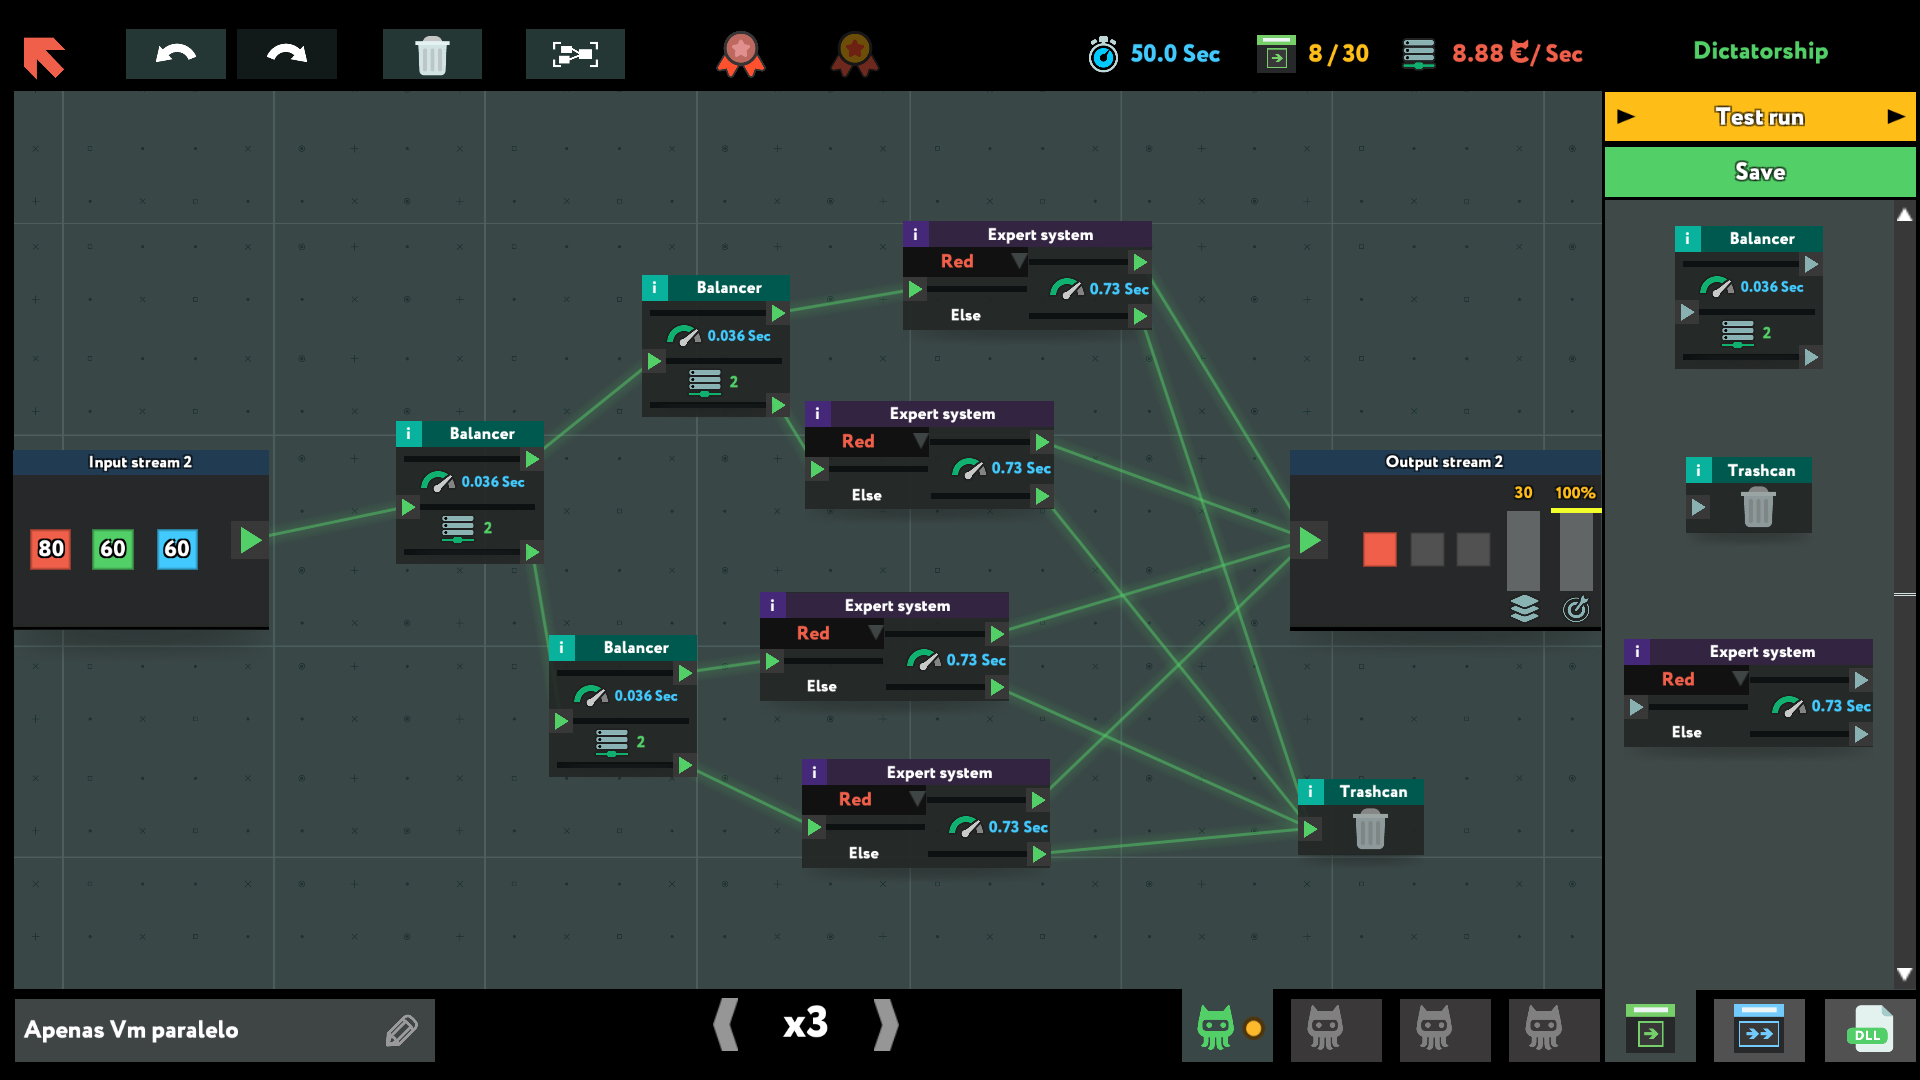 50.0 Sec
8 / 30
8.88 €/ Sec
Dictatorship
Test run
Save
i Expert system
Red
0.73 Sec
Else
i Balancer
0.036 Sec
2
i Expert system
Red
0.73 Sec
Else
i Balancer
0.036 Sec
2
Input stream 2
80 60 60
i Expert system
Red
0.73 Sec
Else
i Balancer
0.036 Sec
2
i Expert system
Red
0.73 Sec
Else
Output stream 2
30 100%
i Trashcan
i Balancer
0.036 Sec
2
i Trashcan
i Expert system
Red
0.73 Sec
Else
Apenas Vm paralelo
x3
DLL